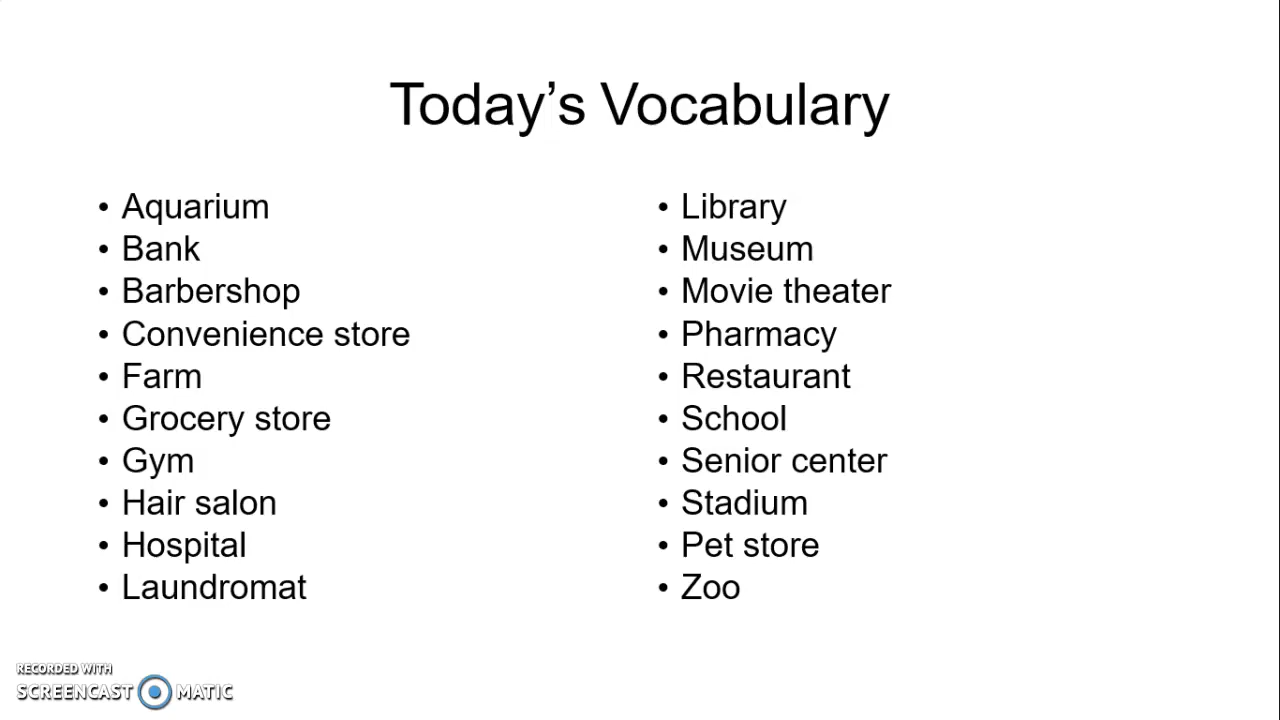 Today’s Vocabulary
• Aquarium
• Bank
• Barbershop
• Convenience store
• Farm
• Grocery store
• Gym
• Hair salon
• Hospital
• Laundromat
• Library
• Museum
• Movie theater
• Pharmacy
• Restaurant
• School
• Senior center
• Stadium
• Pet store
• Zoo
RECORDED WITH
SCREENCAST MATIC